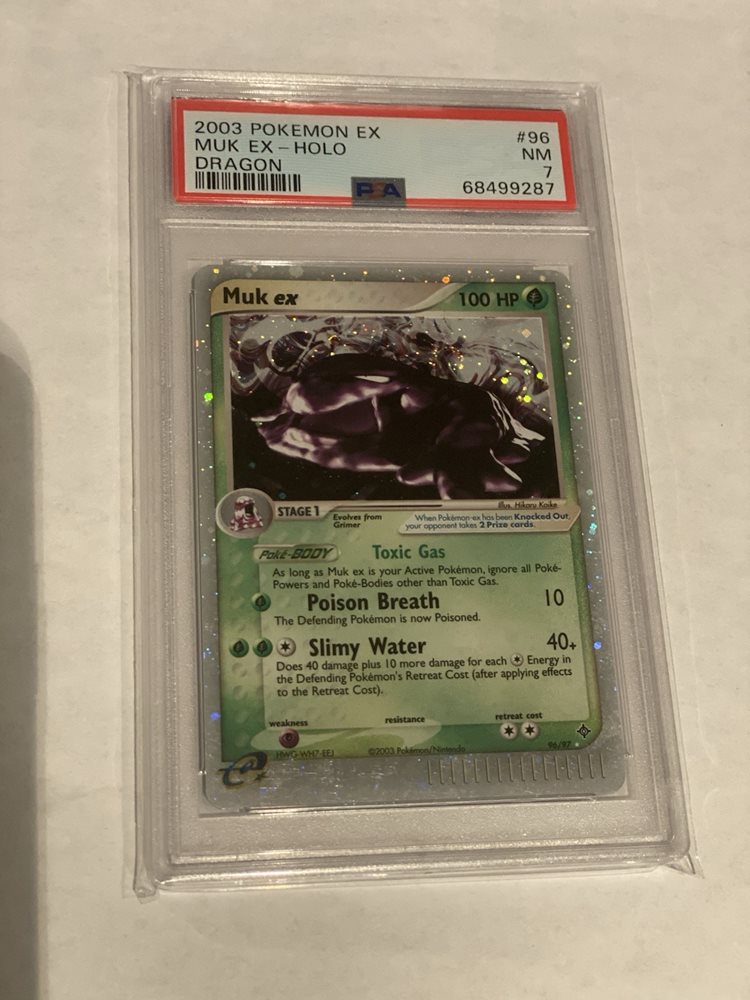 2003 POKEMON EX #96
MUK EX - HOLO NM
DRAGON 7
PSA 68499287
Muk ex 100 HP
Illus. Hikaru Koike
STAGE 1 Evolves from
Grimer
When Pokémon-ex has been Knocked Out,
your opponent takes 2 Prize cards.
Poké-BODY Toxic Gas
As long as Muk ex is your Active Pokémon, ignore all Poké-
Powers and Poké-Bodies other than Toxic Gas.
Poison Breath 10
The Defending Pokémon is now Poisoned.
Slimy Water 40+
Does 40 damage plus 10 more damage for each Energy in
the Defending Pokémon's Retreat Cost (after applying effects
to the Retreat Cost).
weakness resistance retreat cost
HWG-WH7-EEJ ©2003 Pokémon/Nintendo 96/97